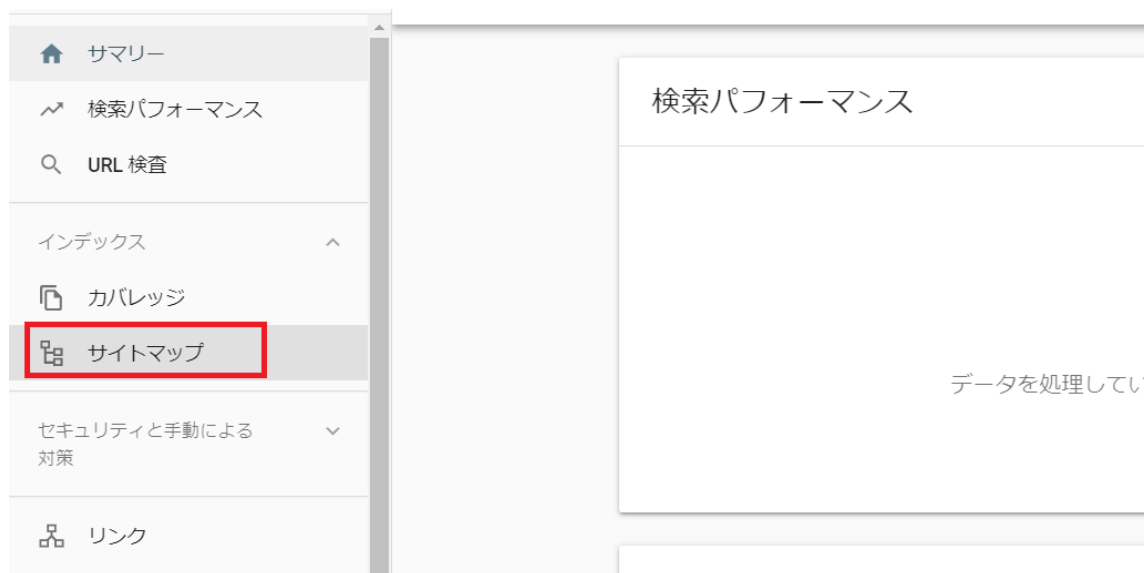 サマリー
検索パフォーマンス
URL 検査
インデックス
カバレッジ
サイトマップ
セキュリティと手動による
対策
リンク
検索パフォーマンス
データを処理してい